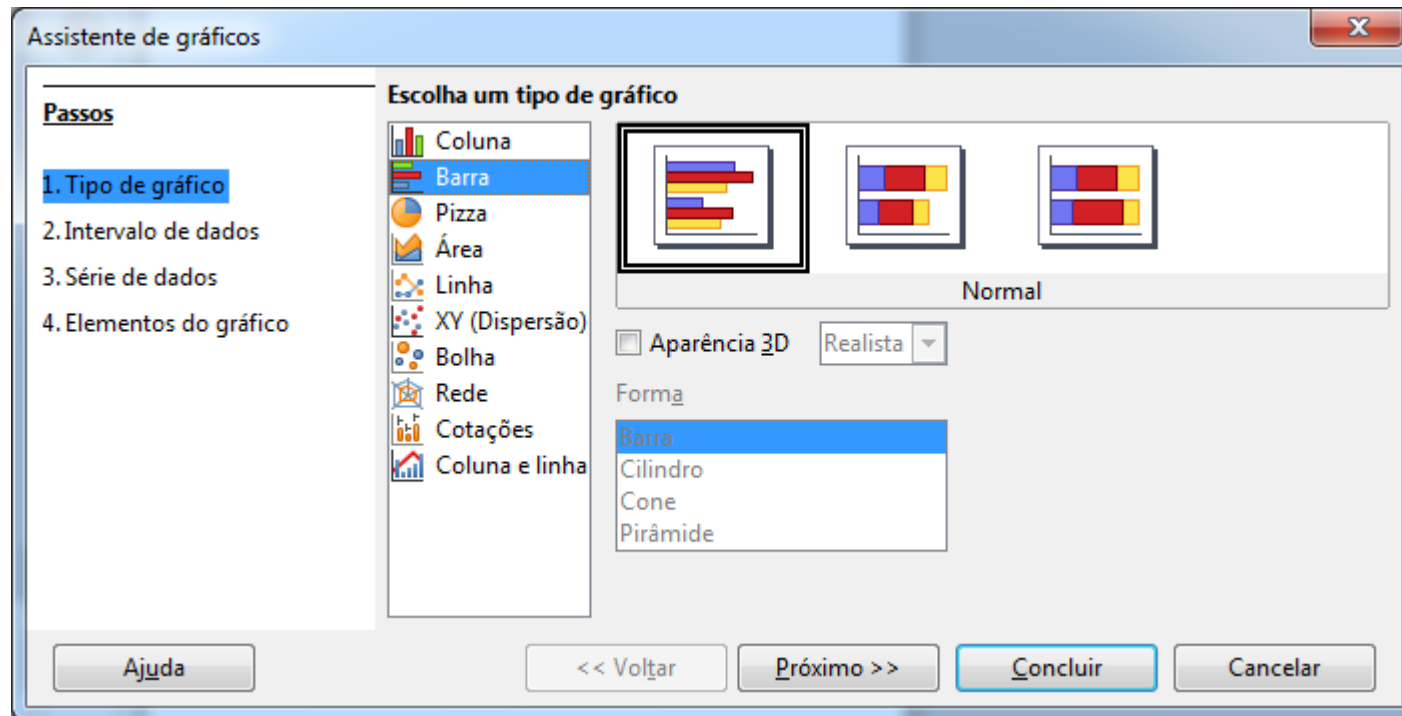 Assistente de gráficos
Passos
1. Tipo de gráfico
2. Intervalo de dados
3. Série de dados
4. Elementos do gráfico
Escolha um tipo de gráfico
Coluna
Barra
Pizza
Área
Linha
XY (Dispersão)
Bolha
Rede
Cotações
Coluna e linha
Normal
Aparência 3D
Realista
Forma
Barra
Cilindro
Cone
Pirâmide
Ajuda
<< Voltar
Próximo >>
Concluir
Cancelar